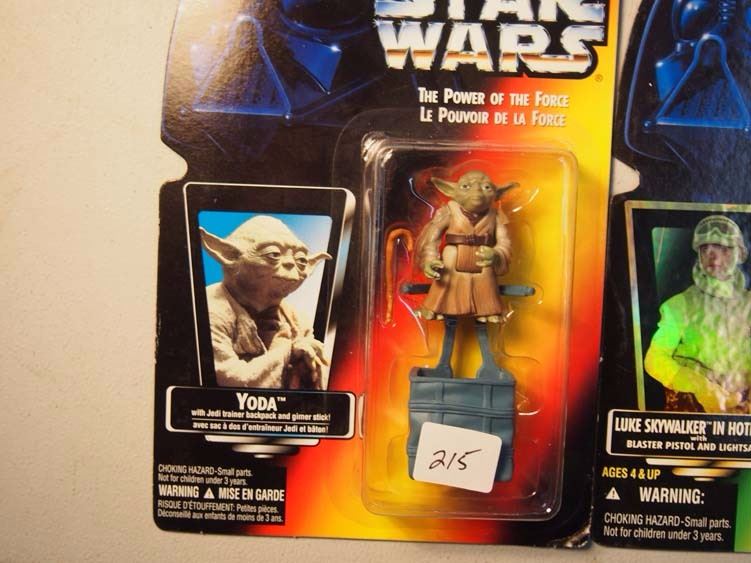 STAR
WARS
®
THE POWER OF THE FORCE
LE POUVOIR DE LA FORCE
YODA™
with Jedi trainer backpack and gimer stick!
avec sac à dos d'entraîneur Jedi et bâton!
215
CHOKING HAZARD-Small parts.
Not for children under 3 years.
WARNING ⚠ MISE EN GARDE
RISQUE D'ÉTOUFFEMENT: Petites pièces.
Déconseillé aux enfants de moins de 3 ans.
LUKE SKYWALKER™ IN
with
BLASTER PISTOL AND
AGES 4 & UP
⚠ WARNING:
CHOKING HAZARD-Small parts.
Not for children under 3 years.